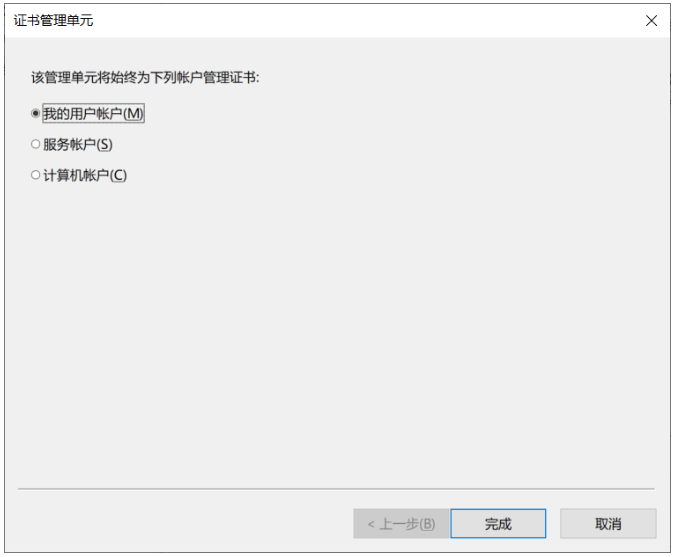 证书管理单元
该管理单元将始终为下列帐户管理证书:
我的用户帐户(M)
服务帐户(S)
计算机帐户(C)
< 上一步(B)
完成
取消